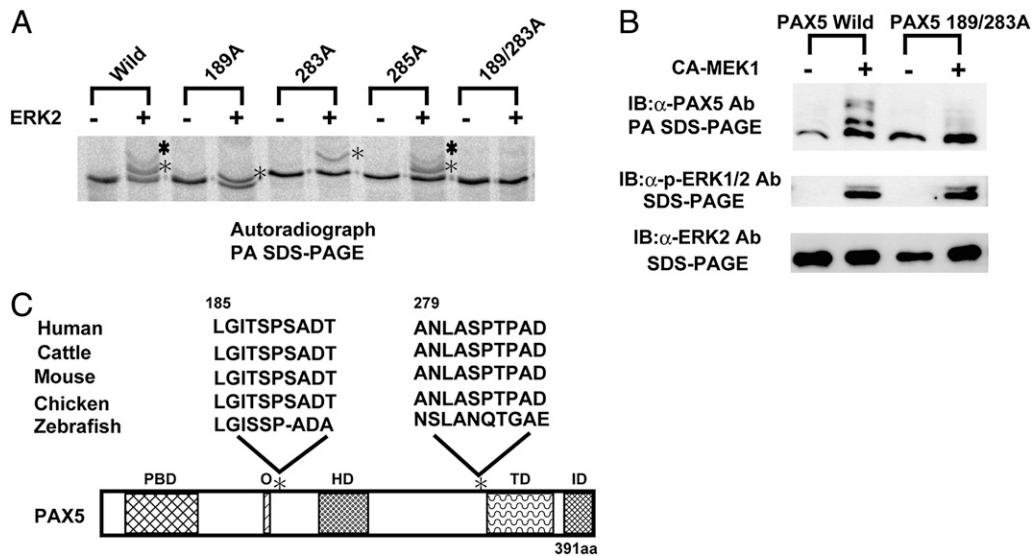 A
Wild 189A 283A 285A 189/283A
ERK2 - + - + - + - + - +
* * * * * *
Autoradiograph
PA SDS-PAGE
B
PAX5 Wild PAX5 189/283A
CA-MEK1 - + - +
IB:α-PAX5 Ab
PA SDS-PAGE
IB:α-p-ERK1/2 Ab
SDS-PAGE
IB:α-ERK2 Ab
SDS-PAGE
C
185 279
Human LGITSPSADT ANLASPTPAD
Cattle LGITSPSADT ANLASPTPAD
Mouse LGITSPSADT ANLASPTPAD
Chicken LGITSPSADT ANLASPTPAD
Zebrafish LGISSP-ADA NSLANQTGAE
* *
PBD O HD TD ID
PAX5
391aa